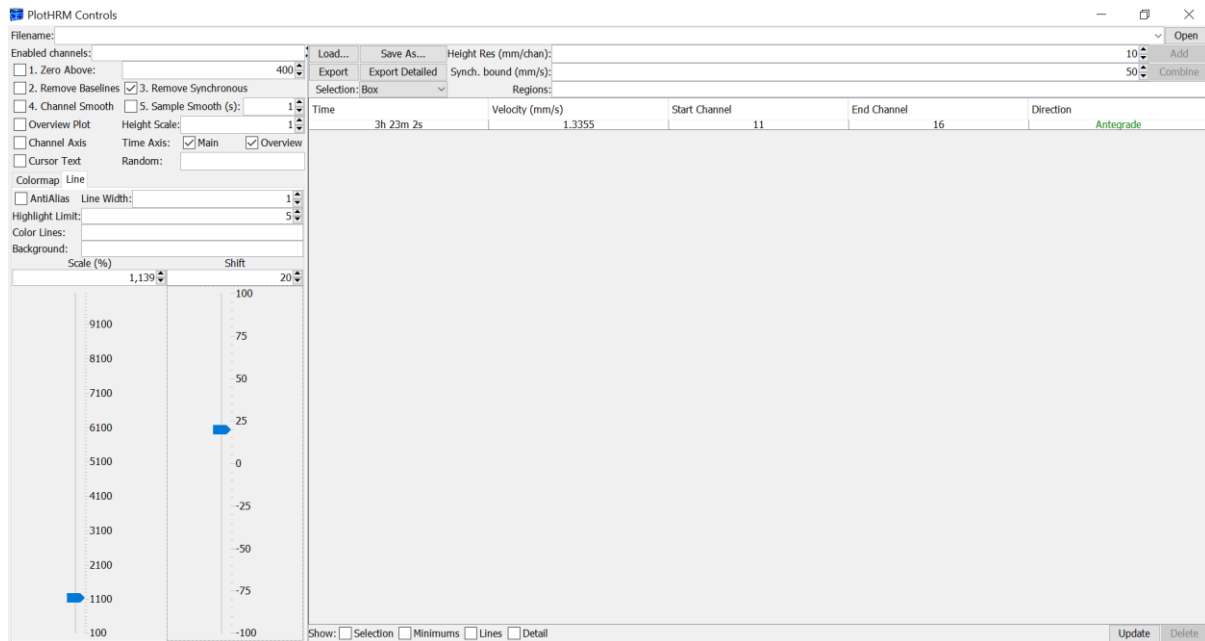 PlotHRM Controls
Filename: Open
Enabled channels: Load... Save As... Height Res (mm/chan): 10 Add
1. Zero Above: 400 Export Export Detailed Synch. bound (mm/s): 50 Combine
2. Remove Baselines 3. Remove Synchronous Selection: Box Regions:
4. Channel Smooth 5. Sample Smooth (s): 1
Time Velocity (mm/s) Start Channel End Channel Direction
3h 23m 2s 1.3355 11 16 Antegrade
Overview Plot Height Scale: 1
Channel Axis Time Axis: Main Overview
Cursor Text Random:
Colormap Line
AntiAlias Line Width: 1
Highlight Limit: 5
Color Lines:
Background:
Scale (%) Shift
1,139 20
100
9100
75
8100
50
7100
25
6100
0
5100
4100
-25
3100
-50
2100
-75
1100
100 -100
Show: Selection Minimums Lines Detail Update Delete